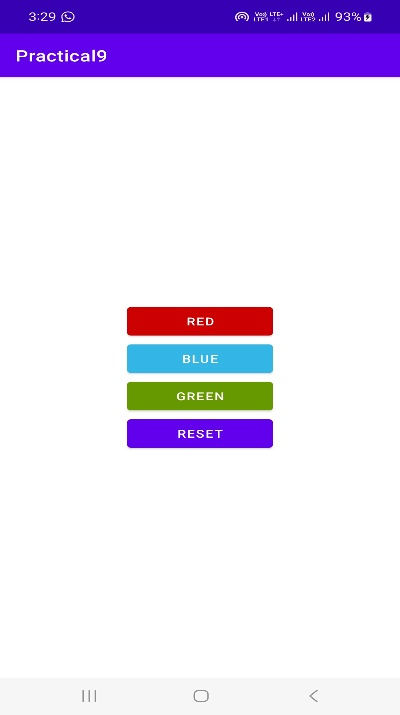 3:29 93%
Practical9
RED
BLUE
GREEN
RESET